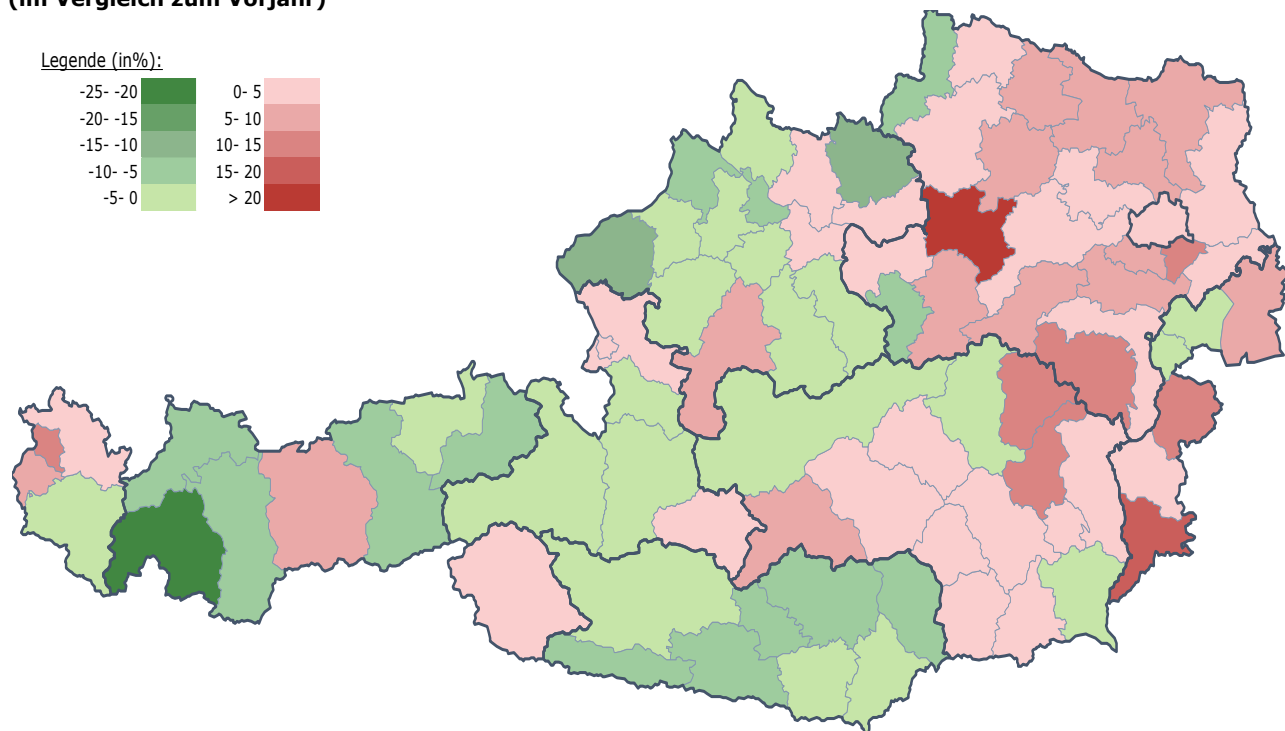 (im Vergleich zum Vorjahr)
Legende (in%):
-25- -20 0- 5
-20- -15 5- 10
-15- -10 10- 15
-10- -5 15- 20
-5- 0 > 20